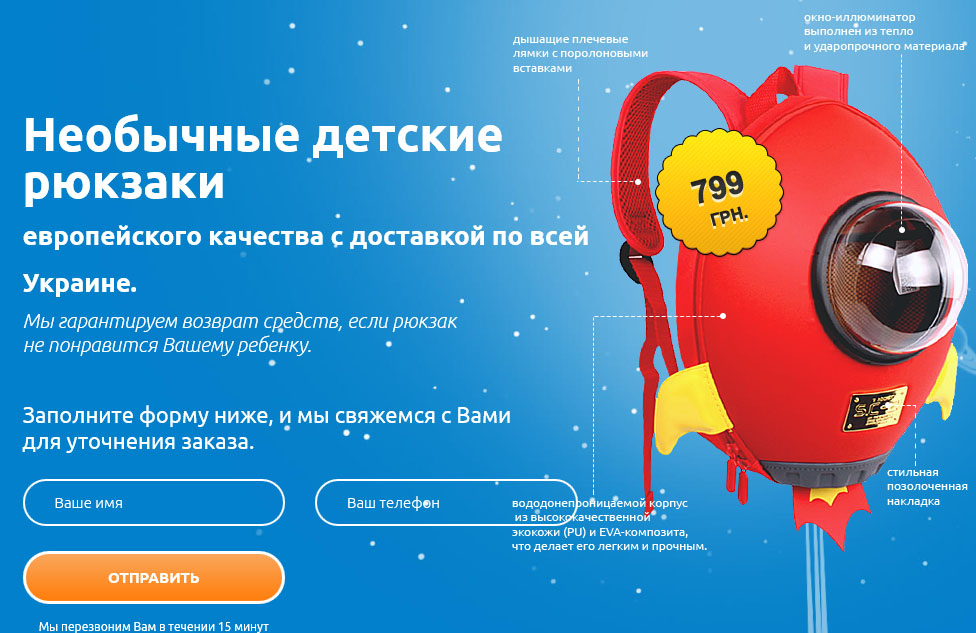 дышащие плечевые
лямки с поролоновыми
вставками
окно-иллюминатор
выполнен из тепло
и ударопрочного материала
Необычные детские
рюкзаки
799
ГРН.
европейского качества с доставкой по всей
Украине.
Мы гарантируем возврат средств, если рюкзак
не понравится Вашему ребенку.
Заполните форму ниже, и мы свяжемся с Вами
для уточнения заказа.
стильная
позолоченная
накладка
Ваше имя
Ваш телефон
вододонепроницаемой корпус
из высококачественной
экокожи (PU) и EVA-композита,
что делает его легким и прочным.
ОТПРАВИТЬ
Мы перезвоним Вам в течении 15 минут